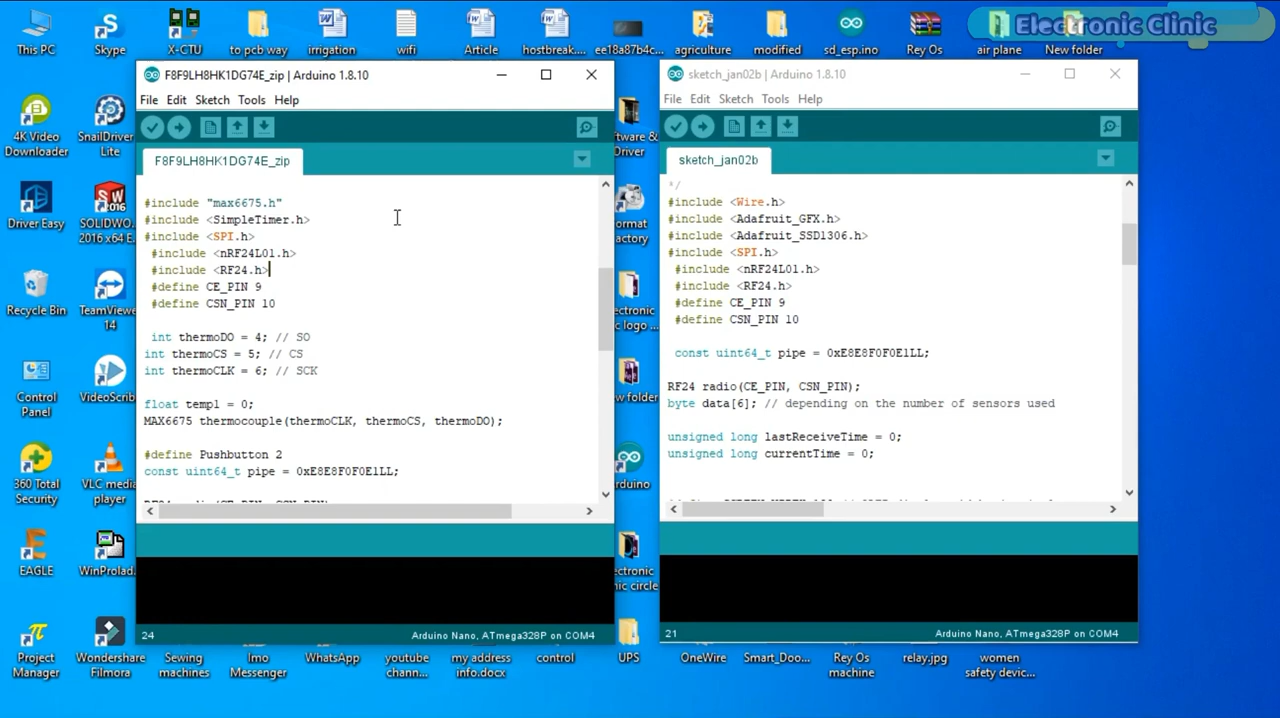 Electronic Clinic
This PC
Skype
X-CTU
to pcb way
irrigation
wifi
Article
hostbreak....
ee18a87b4c...
agriculture
modified
sd_esp.ino
Rey Os
air plane
New folder
4K Video
Downloader
SnailDriver
Lite
Driver Easy
SOLIDWO...
2016 x64 E...
Recycle Bin
TeamViewer
14
Control
Panel
VideoScrib
360 Total
Security
VLC media
player
EAGLE
WinProlad...
Project
Manager
Wondershare
Filmora
Sewing
machines
Imo
Messenger
WhatsApp
youtube
chann...
my address
info.docx
control
UPS
OneWire
Smart_Doo...
Rey Os
machine
relay.jpg
women
safety devic...
F8F9LH8HK1DG74E_zip | Arduino 1.8.10
File Edit Sketch Tools Help
F8F9LH8HK1DG74E_zip
#include "max6675.h"
#include <SimpleTimer.h>
#include <SPI.h>
#include <nRF24L01.h>
#include <RF24.h>
#define CE_PIN 9
#define CSN_PIN 10
int thermoDO = 4; // SO
int thermoCS = 5; // CS
int thermoCLK = 6; // SCK
float temp1 = 0;
MAX6675 thermocouple(thermoCLK, thermoCS, thermoDO);
#define Pushbutton 2
const uint64_t pipe = 0xE8E8F0F0E1LL;
24
Arduino Nano, ATmega328P on COM4
sketch_jan02b | Arduino 1.8.10
File Edit Sketch Tools Help
sketch_jan02b
*/
#include <Wire.h>
#include <Adafruit_GFX.h>
#include <Adafruit_SSD1306.h>
#include <SPI.h>
#include <nRF24L01.h>
#include <RF24.h>
#define CE_PIN 9
#define CSN_PIN 10
const uint64_t pipe = 0xE8E8F0F0E1LL;
RF24 radio(CE_PIN, CSN_PIN);
byte data[6]; // depending on the number of sensors used
unsigned long lastReceiveTime = 0;
unsigned long currentTime = 0;
21
Arduino Nano, ATmega328P on COM4